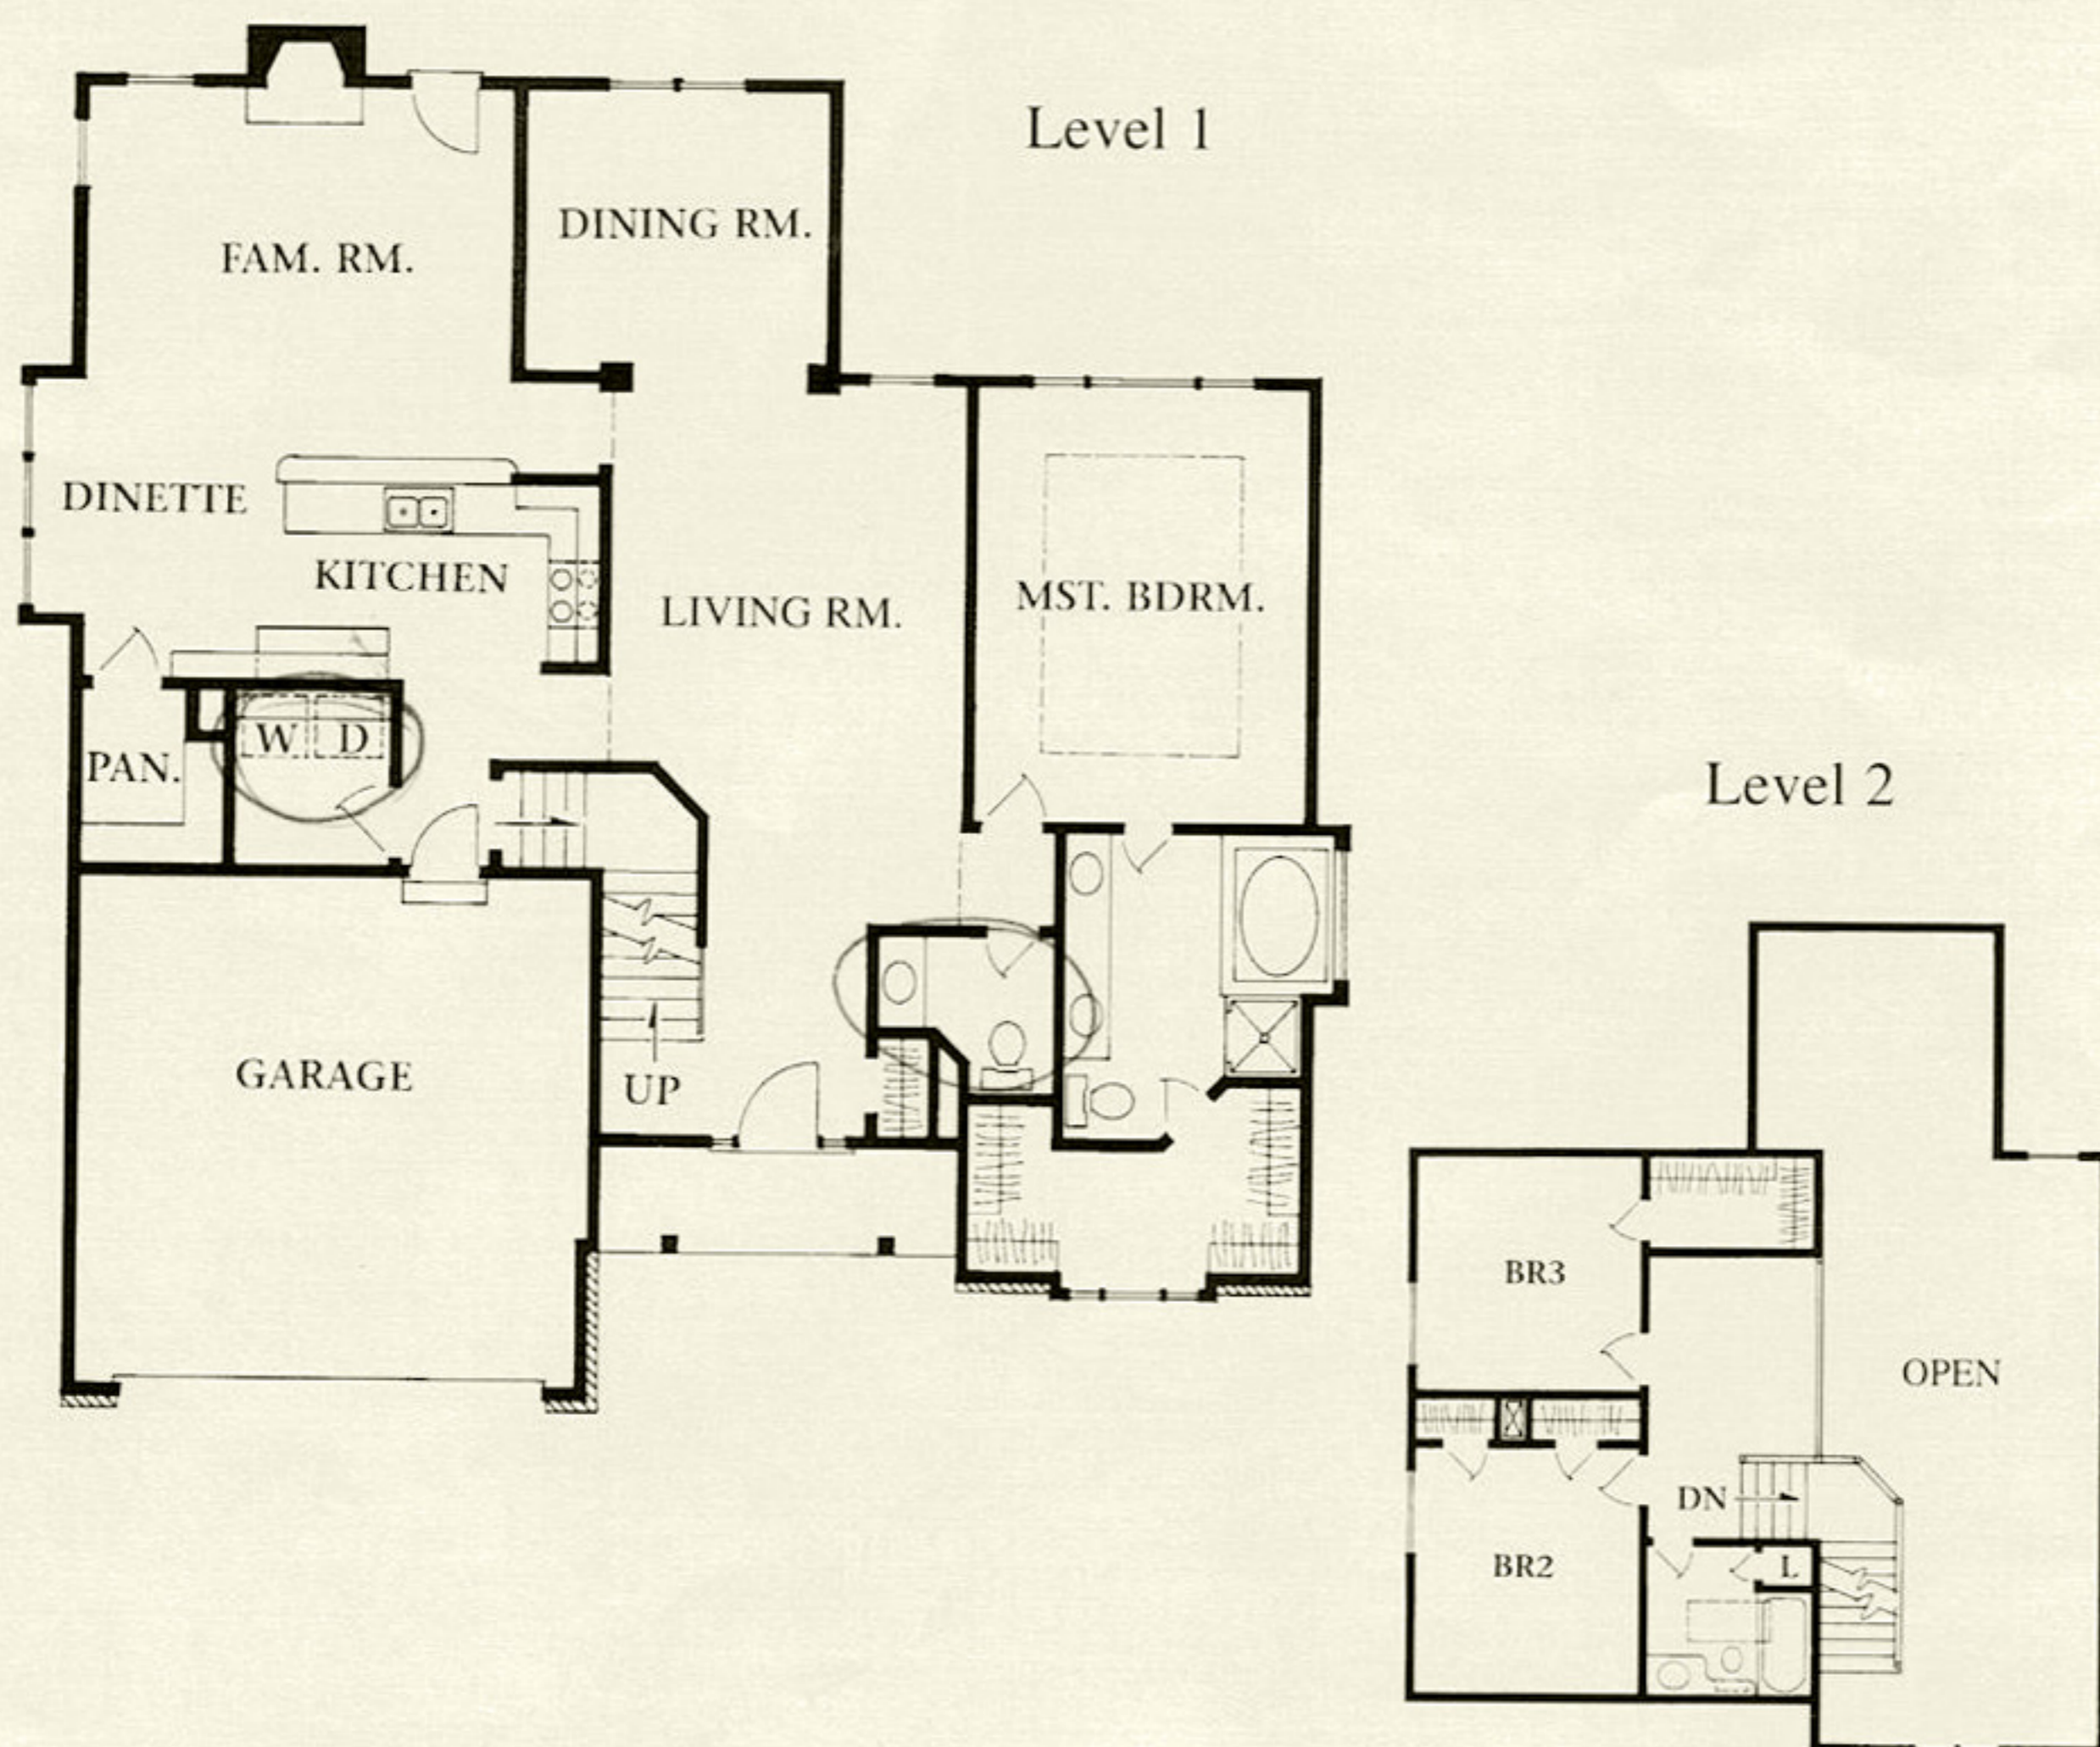 Level 1
DINING RM.
FAM. RM.
DINETTE
KITCHEN
LIVING RM.
MST. BDRM.
W D
PAN.
GARAGE
UP
Level 2
BR3
OPEN
DN
BR2
L